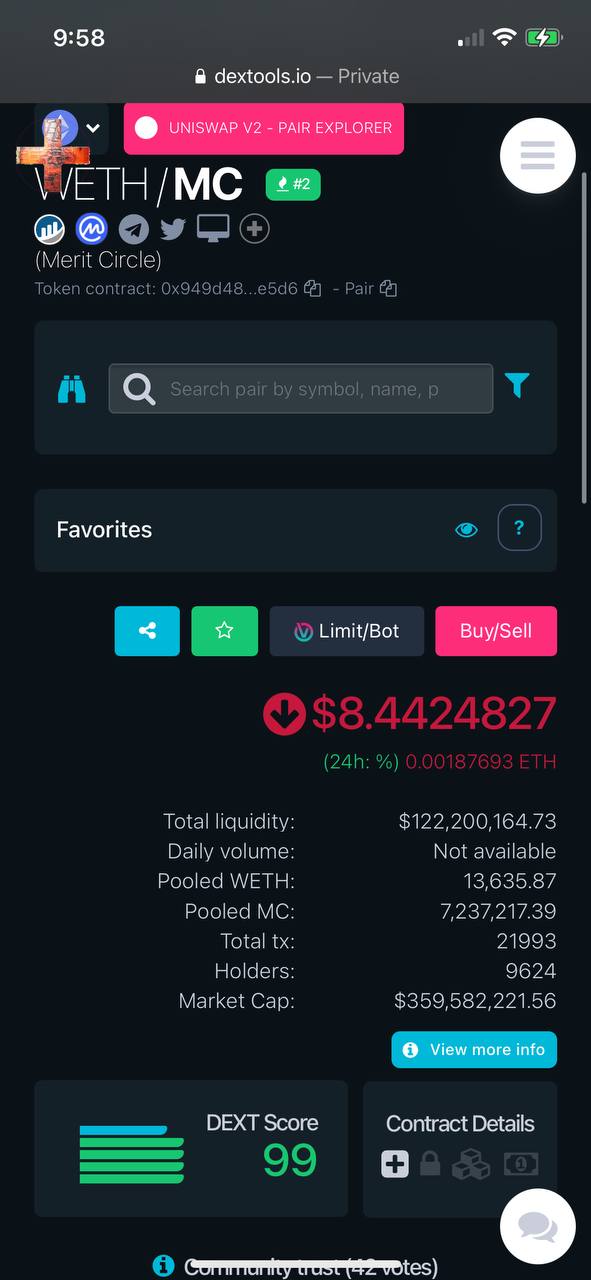 9:58
dextools.io — Private
UNISWAP V2 - PAIR EXPLORER
WETH/MC #2
(Merit Circle)
Token contract: 0x949d48...e5d6 - Pair
Search pair by symbol, name, p
Favorites
?
Limit/Bot
Buy/Sell
$8.4424827
(24h: %) 0.00187693 ETH
Total liquidity: $122,200,164.73
Daily volume: Not available
Pooled WETH: 13,635.87
Pooled MC: 7,237,217.39
Total tx: 21993
Holders: 9624
Market Cap: $359,582,221.56
View more info
DEXT Score
99
Contract Details
Community trust (42 votes)